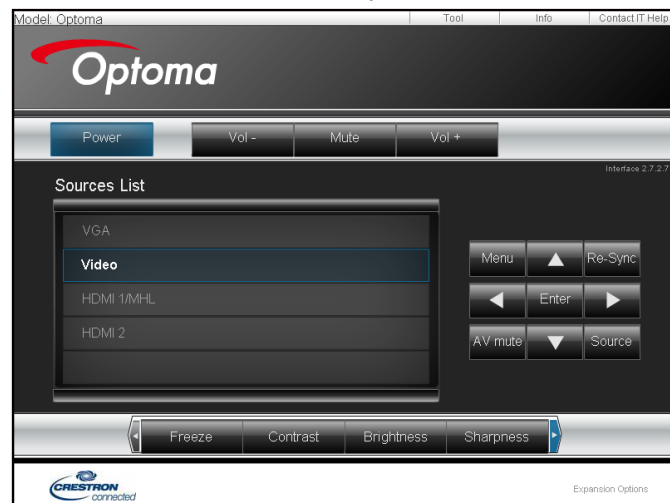 Model: Optoma Tool Info Contact IT Help
Optoma
Power Vol - Mute Vol +
Interface 2.7.2.7
Sources List
VGA
Video
HDMI 1/MHL
HDMI 2
Menu Re-Sync
Enter
AV mute Source
Freeze Contrast Brightness Sharpness
CRESTRON
connected
Expansion Options